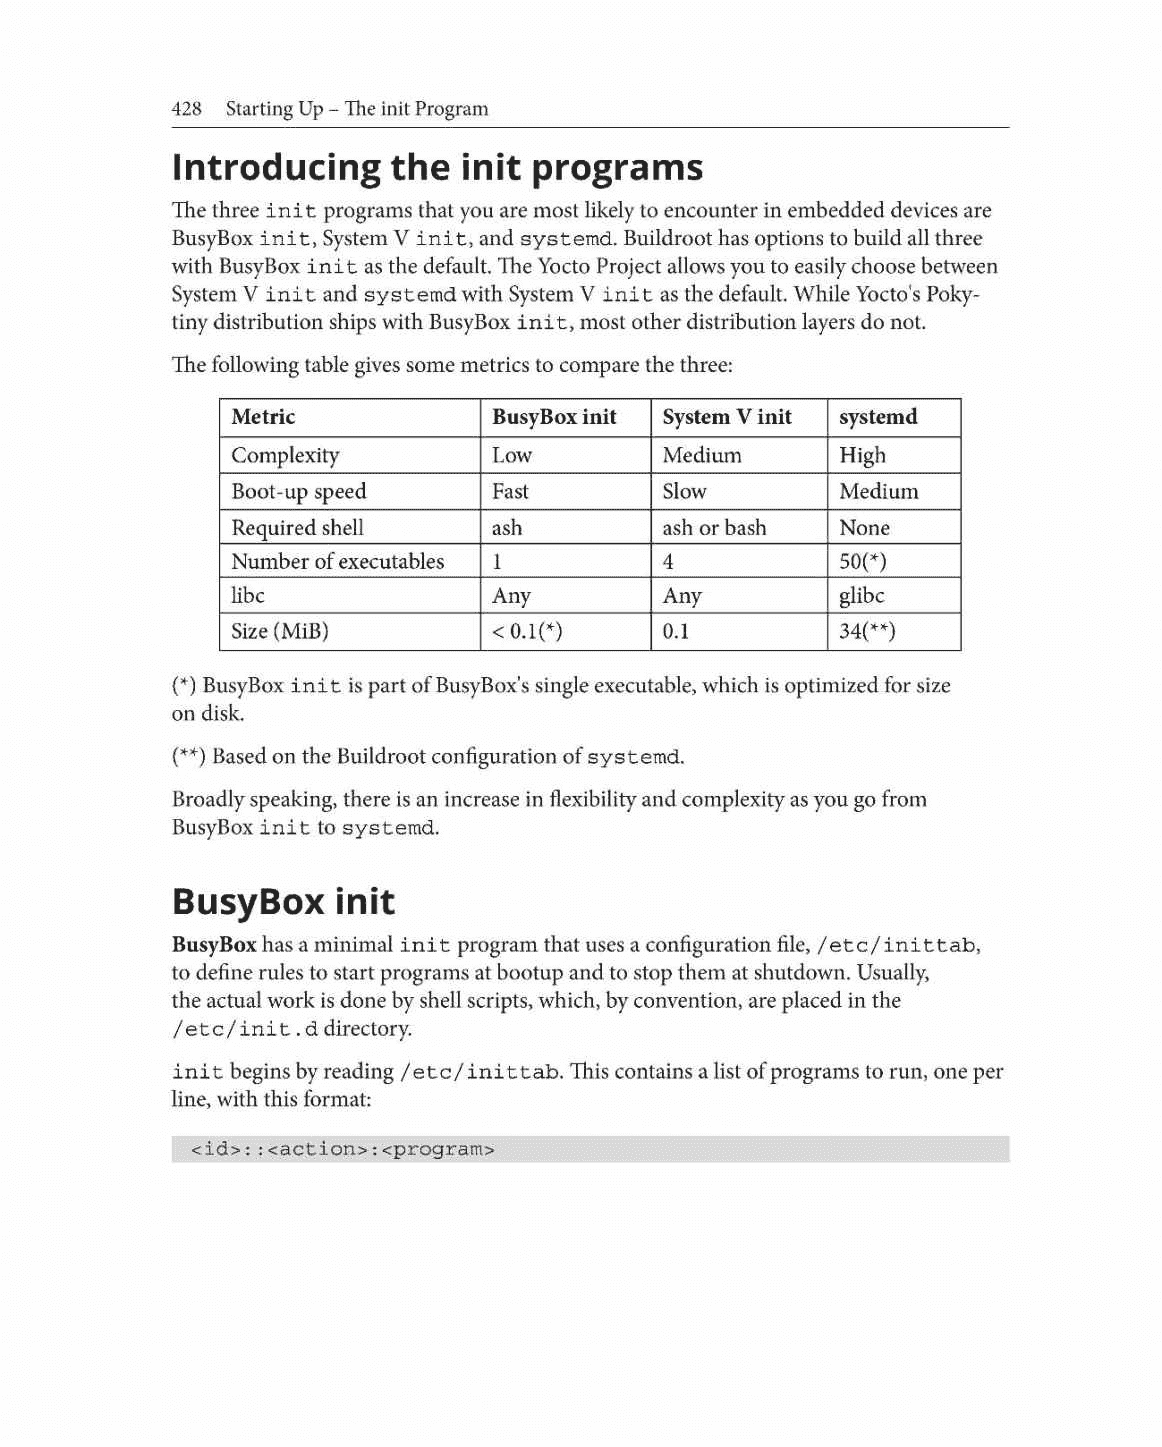 428 Starting Up – The init Program
Introducing the init programs
The three init programs that you are most likely to encounter in embedded devices are
BusyBox init, System V init, and systemd. Buildroot has options to build all three
with BusyBox init as the default. The Yocto Project allows you to easily choose between
System V init and systemd with System V init as the default. While Yocto's Poky-
tiny distribution ships with BusyBox init, most other distribution layers do not.
The following table gives some metrics to compare the three:
Metric BusyBox init System V init systemd
Complexity Low Medium High
Boot-up speed Fast Slow Medium
Required shell ash ash or bash None
Number of executables 1 4 50(*)
libc Any Any glibc
Size (MiB) < 0.1(*) 0.1 34(**)
(*) BusyBox init is part of BusyBox's single executable, which is optimized for size
on disk.
(**) Based on the Buildroot configuration of systemd.
Broadly speaking, there is an increase in flexibility and complexity as you go from
BusyBox init to systemd.
BusyBox init
BusyBox has a minimal init program that uses a configuration file, /etc/inittab,
to define rules to start programs at bootup and to stop them at shutdown. Usually,
the actual work is done by shell scripts, which, by convention, are placed in the
/etc/init.d directory.
init begins by reading /etc/inittab. This contains a list of programs to run, one per
line, with this format:
<id>::<action>:<program>